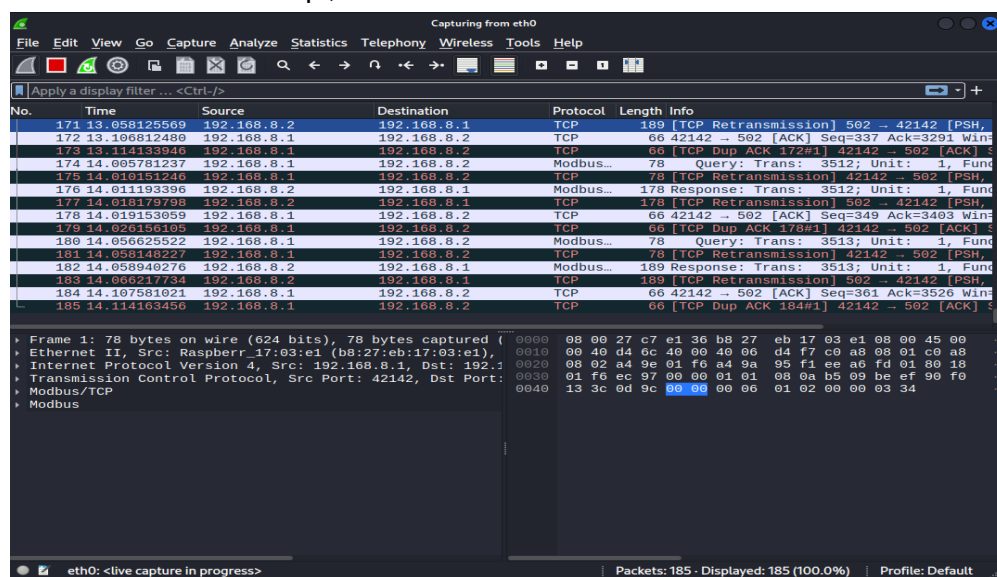 Capturing from eth0
File Edit View Go Capture Analyze Statistics Telephony Wireless Tools Help
Apply a display filter … <Ctrl-/>
No. Time Source Destination Protocol Length Info
171 13.058125569 192.168.8.2 192.168.8.1 TCP 189 [TCP Retransmission] 502 → 42142 [PSH,
172 13.106812480 192.168.8.1 192.168.8.2 TCP 66 42142 → 502 [ACK] Seq=337 Ack=3291 Win=
173 13.114133946 192.168.8.1 192.168.8.2 TCP 66 [TCP Dup ACK 172#1] 42142 → 502 [ACK] S
174 14.005781237 192.168.8.1 192.168.8.2 Modbus… 78 Query: Trans: 3512; Unit: 1, Func
175 14.010151246 192.168.8.1 192.168.8.2 TCP 78 [TCP Retransmission] 42142 → 502 [PSH,
176 14.011193396 192.168.8.2 192.168.8.1 Modbus… 178 Response: Trans: 3512; Unit: 1, Func
177 14.018179798 192.168.8.2 192.168.8.1 TCP 178 [TCP Retransmission] 502 → 42142 [PSH,
178 14.019153059 192.168.8.1 192.168.8.2 TCP 66 42142 → 502 [ACK] Seq=349 Ack=3403 Win=
179 14.026156105 192.168.8.1 192.168.8.2 TCP 66 [TCP Dup ACK 178#1] 42142 → 502 [ACK] S
180 14.056625522 192.168.8.1 192.168.8.2 Modbus… 78 Query: Trans: 3513; Unit: 1, Func
181 14.058148227 192.168.8.1 192.168.8.2 TCP 78 [TCP Retransmission] 42142 → 502 [PSH,
182 14.058940276 192.168.8.2 192.168.8.1 Modbus… 189 Response: Trans: 3513; Unit: 1, Func
183 14.066217734 192.168.8.2 192.168.8.1 TCP 189 [TCP Retransmission] 502 → 42142 [PSH,
184 14.107581021 192.168.8.1 192.168.8.2 TCP 66 42142 → 502 [ACK] Seq=361 Ack=3526 Win=
185 14.114163456 192.168.8.1 192.168.8.2 TCP 66 [TCP Dup ACK 184#1] 42142 → 502 [ACK] S
Frame 1: 78 bytes on wire (624 bits), 78 bytes captured (
Ethernet II, Src: Raspberr_17:03:e1 (b8:27:eb:17:03:e1),
Internet Protocol Version 4, Src: 192.168.8.1, Dst: 192.1
Transmission Control Protocol, Src Port: 42142, Dst Port:
Modbus/TCP
Modbus
0000 08 00 27 c7 e1 36 b8 27 eb 17 03 e1 08 00 45 00
0010 00 40 d4 6c 40 00 40 06 d4 f7 c0 a8 08 01 c0 a8
0020 08 02 a4 9e 01 f6 a4 9a 95 f1 ee a6 fd 01 80 18
0030 01 f6 ec 97 00 00 01 01 08 0a b5 09 be ef 90 f0
0040 13 3c 0d 9c 00 00 00 06 01 02 00 00 03 34
eth0: <live capture in progress>
Packets: 185 · Displayed: 185 (100.0%)
Profile: Default